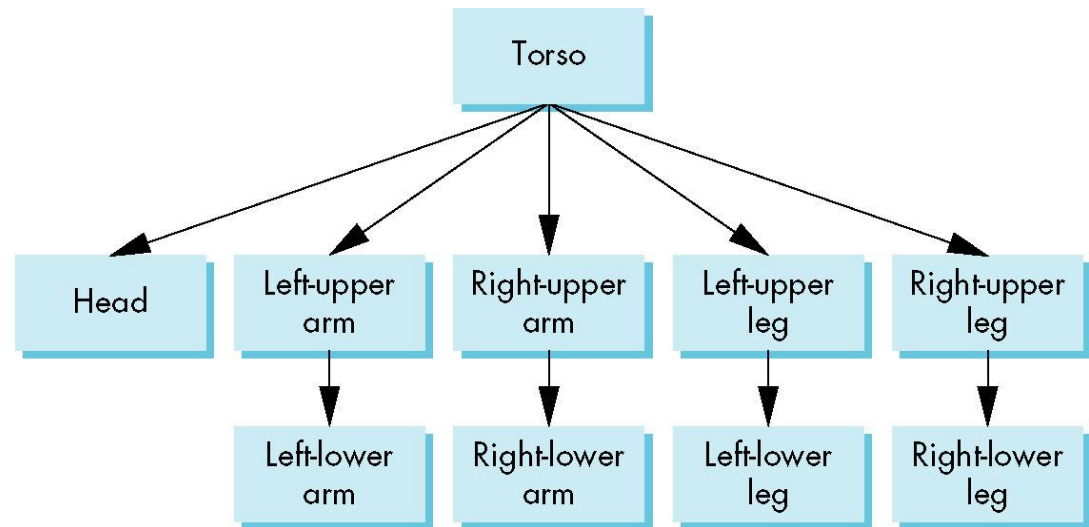 Torso
Head
Left-upper
arm
Right-upper
arm
Left-upper
leg
Right-upper
leg
Left-lower
arm
Right-lower
arm
Left-lower
leg
Right-lower
leg